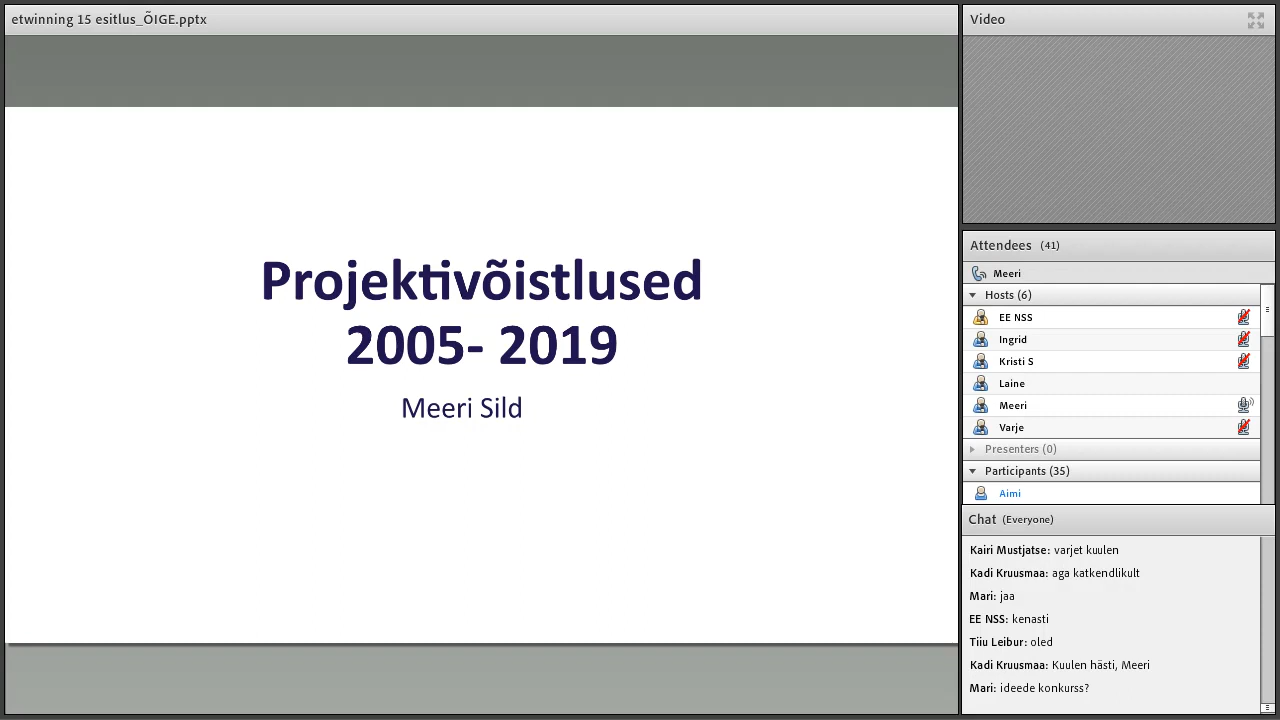 etwinning 15 esitlus_ÕIGE.pptx
Projektivõistlused
2005- 2019
Meeri Sild
Video
Attendees (41)
Meeri
Hosts (6)
EE NSS
Ingrid
Kristi S
Laine
Meeri
Varje
Presenters (0)
Participants (35)
Aimi
Chat (Everyone)
Kairi Mustjatse: varjet kuulen
Kadi Kruusmaa: aga katkendlikult
Mari: jaa
EE NSS: kenasti
Tiiu Leibur: oled
Kadi Kruusmaa: Kuulen hästi, Meeri
Mari: ideede konkurss?